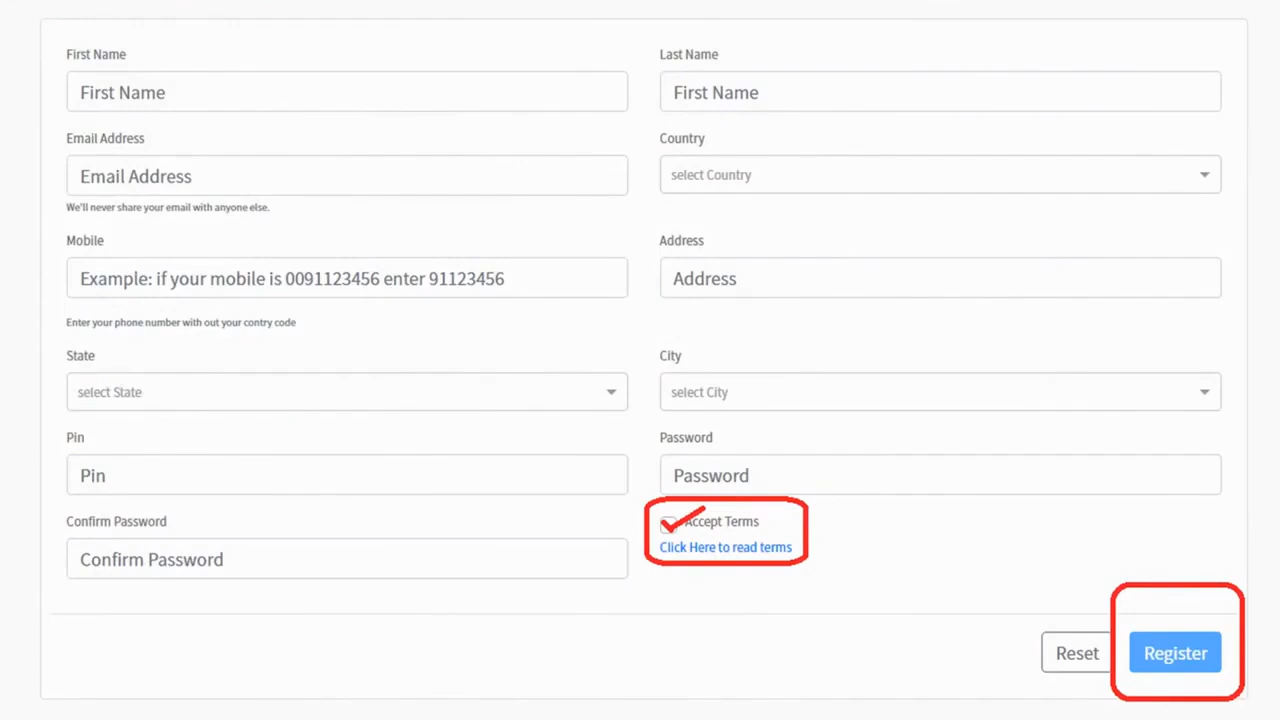 First Name
Last Name
First Name
First Name
Email Address
Country
Email Address
select Country
We'll never share your email with anyone else.
Mobile
Address
Example: if your mobile is 0091123456 enter 91123456
Address
Enter your phone number with out your contry code
State
City
select State
select City
Pin
Password
Pin
Password
Confirm Password
Accept Terms
Click Here to read terms
Confirm Password
Reset
Register